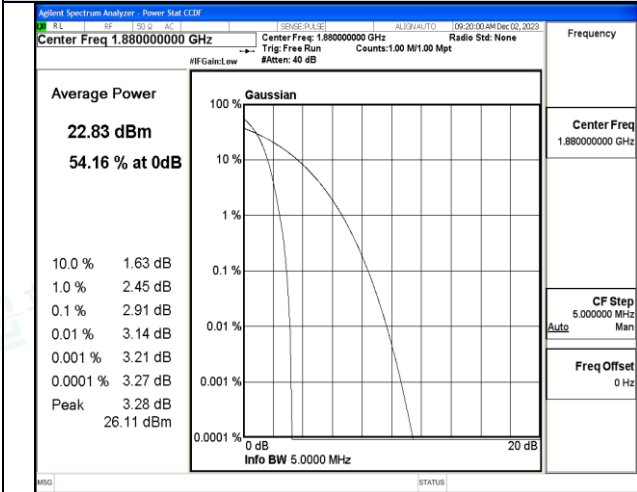 Agilent Spectrum Analyzer - Power Stat CCDF
RL RF 50 Ω AC SENSE:PULSE ALIGNAUTO 09:20:00 AM Dec 02, 2023
Center Freq 1.880000000 GHz
Center Freq: 1.880000000 GHz Radio Std: None
Trig: Free Run Counts:1.00 M/1.00 Mpt
#IFGain:Low #Atten: 40 dB
Frequency
Average Power
22.83 dBm
54.16 % at 0dB
10.0 % 1.63 dB
1.0 % 2.45 dB
0.1 % 2.91 dB
0.01 % 3.14 dB
0.001 % 3.21 dB
0.0001 % 3.27 dB
Peak 3.28 dB
26.11 dBm
Gaussian
100 %
10 %
1 %
0.1 %
0.01 %
0.001 %
0.0001 %
0 dB 20 dB
Info BW 5.0000 MHz
Center Freq
1.880000000 GHz
CF Step
5.000000 MHz
Auto Man
Freq Offset
0 Hz
MSG STATUS